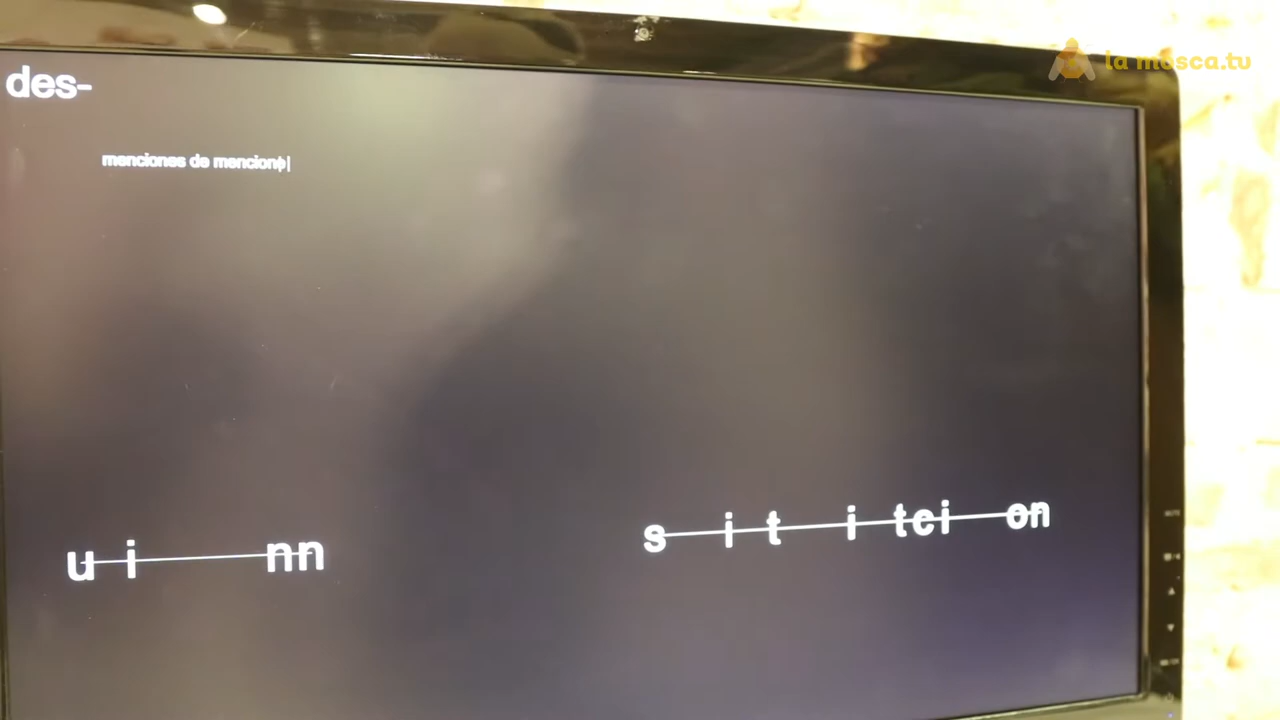 la mosca.tv
des-
menciones de mencion
u i nn
s i t i tci on